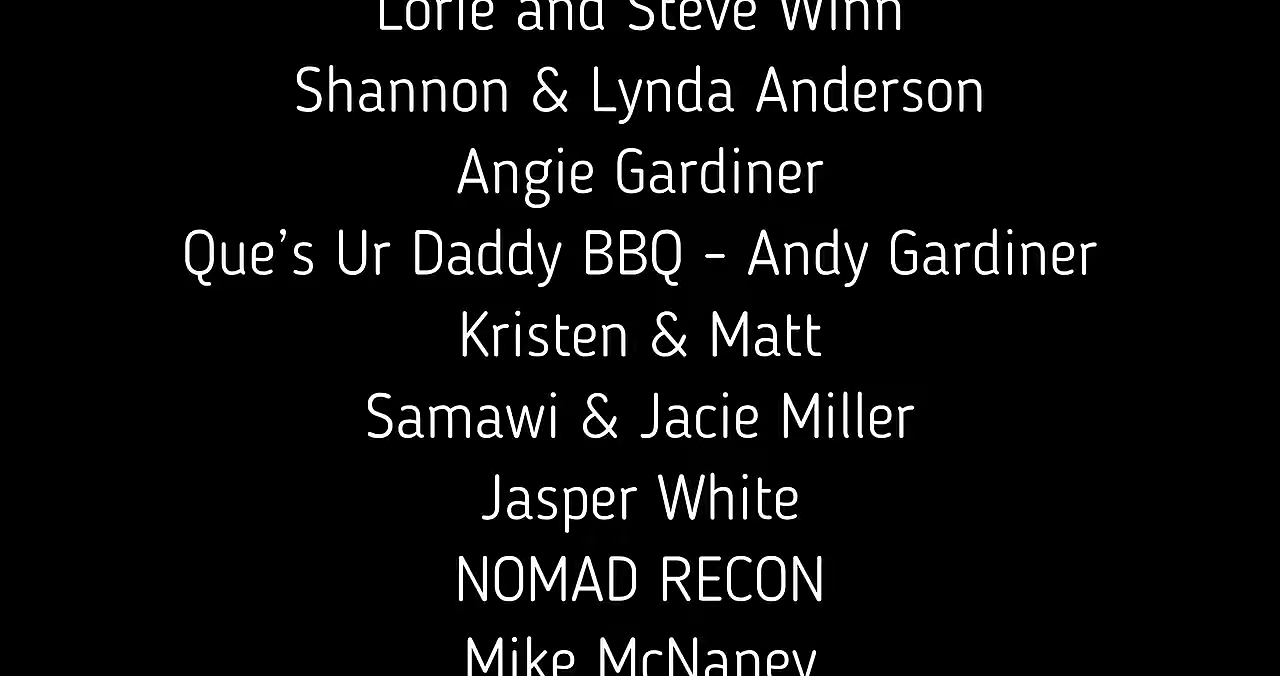 Lorie and Steve Winn
Shannon & Lynda Anderson
Angie Gardiner
Que’s Ur Daddy BBQ - Andy Gardiner
Kristen & Matt
Samawi & Jacie Miller
Jasper White
NOMAD RECON
Mike McNaney